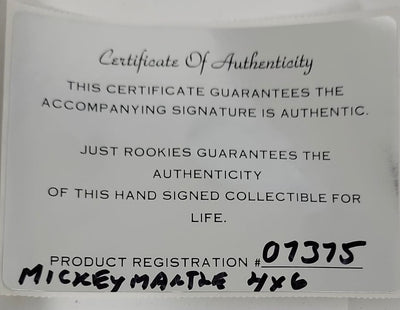 Certificate Of Authenticity
THIS CERTIFICATE GUARANTEES THE
ACCOMPANYING SIGNATURE IS AUTHENTIC.
JUST ROOKIES GUARANTEES THE
AUTHENTICITY
OF THIS HAND SIGNED COLLECTIBLE FOR
LIFE.
PRODUCT REGISTRATION # 07375
MICKEY MANTLE 4x6